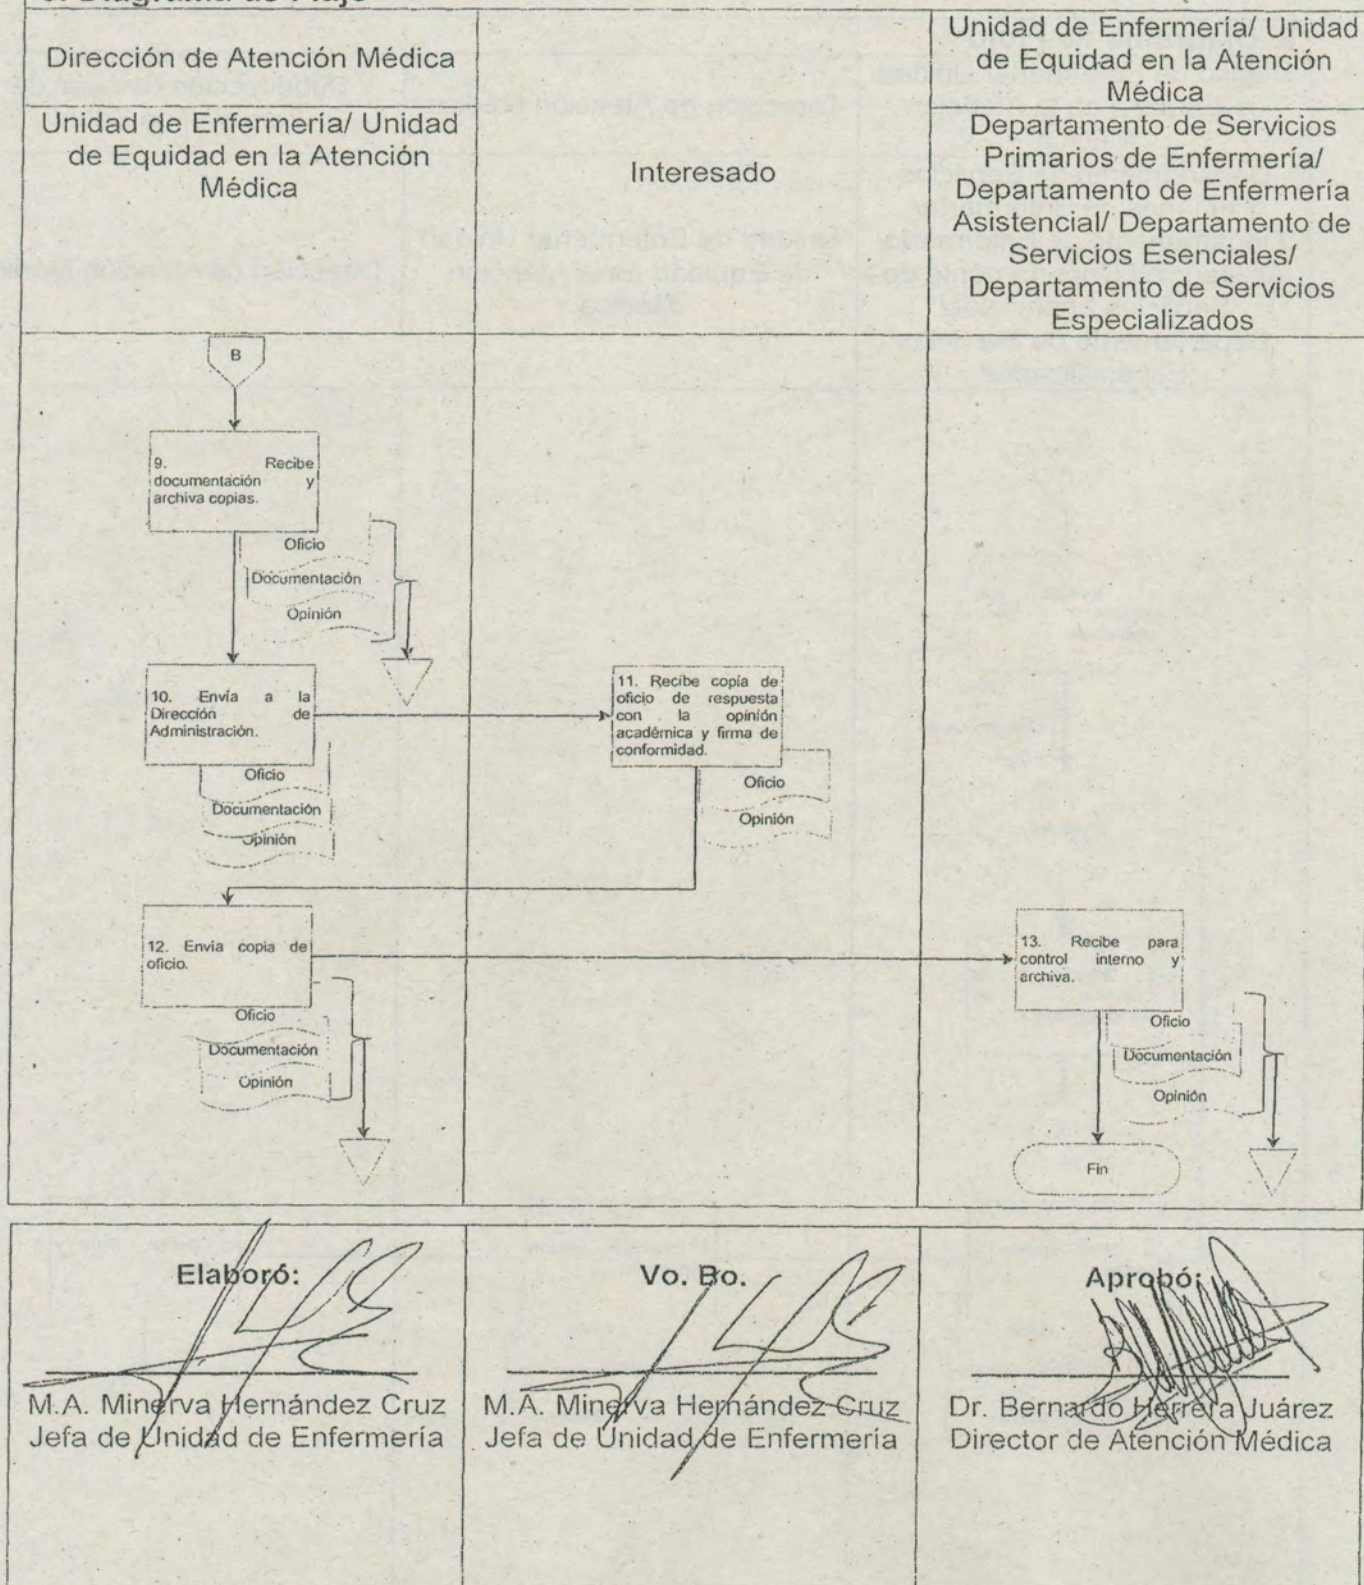 Dirección de Atención Médica
Unidad de Enfermería/ Unidad
de Equidad en la Atención
Médica
Interesado
Unidad de Enfermería/ Unidad
de Equidad en la Atención
Médica
Departamento de Servicios
Primarios de Enfermería/
Departamento de Enfermería
Asistencial/ Departamento de
Servicios Esenciales/
Departamento de Servicios
Especializados
B
9. Recibe
documentación y
archiva copias.
Oficio
Documentación
Opinión
10. Envía a la
Dirección de
Administración.
Oficio
Documentación
Opinión
11. Recibe copia de
oficio de respuesta
con la opinión
académica y firma de
conformidad.
Oficio
Opinión
12. Envia copia de
oficio.
Oficio
Documentación
Opinión
13. Recibe para
control interno y
archiva.
Oficio
Documentación
Opinión
Fin
Elaboró:
M.A. Minerva Hernández Cruz
Jefa de Unidad de Enfermería
Vo. Bo.
M.A. Minerva Hernández Cruz
Jefa de Unidad de Enfermería
Aprobó:
Dr. Bernardo Herrera Juárez
Director de Atención Médica